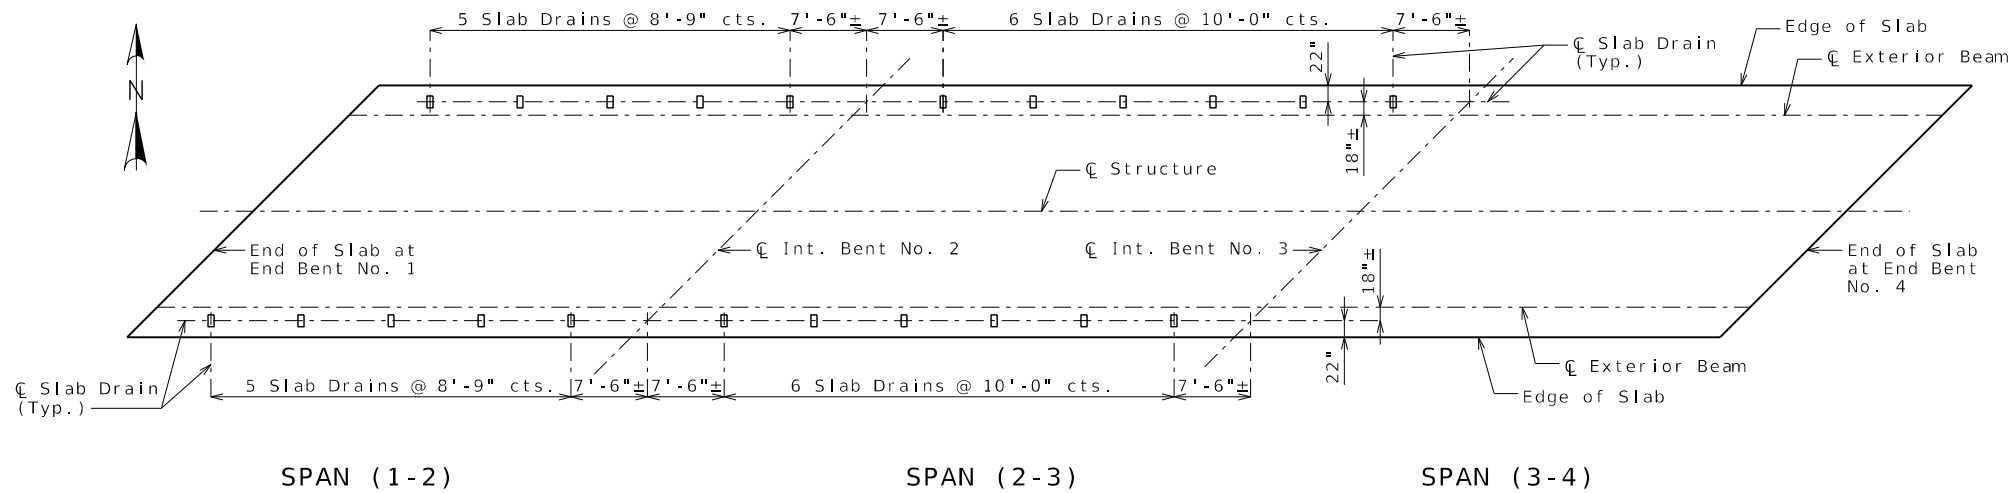 5 Slab Drains @ 8'-9" cts.
7'-6"±
7'-6"±
6 Slab Drains @ 10'-0" cts.
7'-6"±
22"
℄ Slab Drain
(Typ.)
Edge of Slab
℄ Exterior Beam
N
18"±
℄ Structure
End of Slab at
End Bent No. 1
℄ Int. Bent No. 2
℄ Int. Bent No. 3
18"±
End of Slab
at End Bent
No. 4
℄ Slab Drain
(Typ.)
5 Slab Drains @ 8'-9" cts.
7'-6"±
7'-6"±
6 Slab Drains @ 10'-0" cts.
7'-6"±
22"
℄ Exterior Beam
Edge of Slab
SPAN (1-2)
SPAN (2-3)
SPAN (3-4)